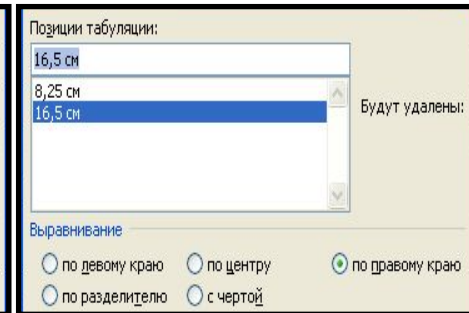 Позиции табуляции:
16,5 см
8,25 см
16,5 см
Будут удалены:
Выравнивание
по левому краю по центру по правому краю
по разделителю с чертой